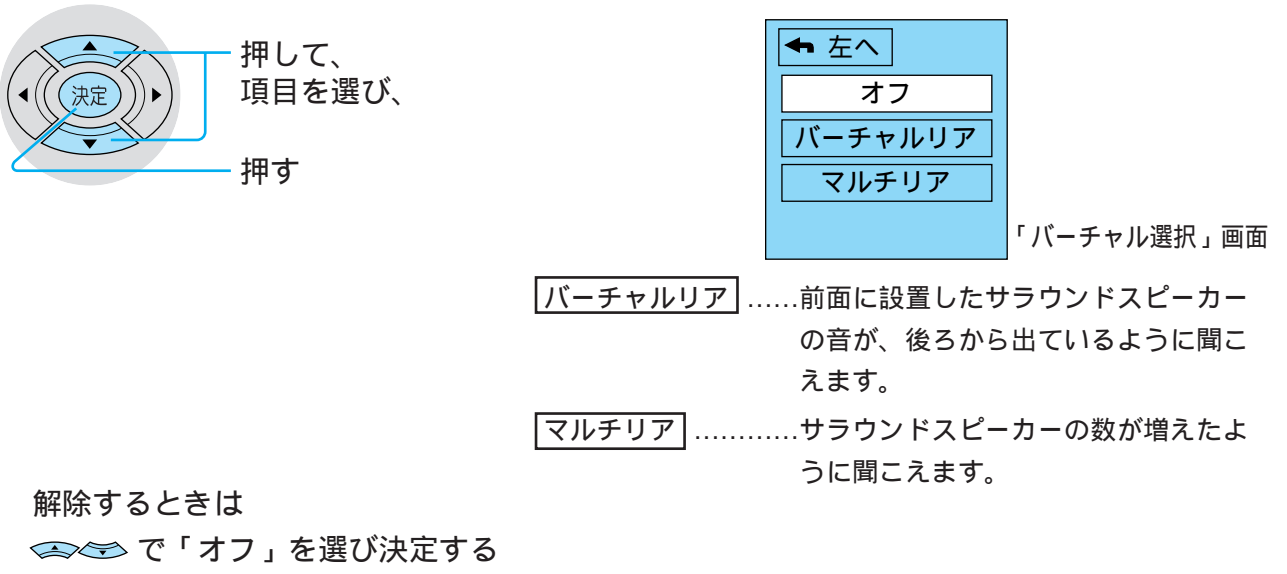 決定
押して、
項目を選び、
押す
左へ
オフ
バーチャルリア
マルチリア
「バーチャル選択」画面
バーチャルリア ……前面に設置したサラウンドスピーカー
の音が、後ろから出ているように聞こ
えます。
マルチリア …………サラウンドスピーカーの数が増えたよ
うに聞こえます。
解除するときは
で「オフ」を選び決定する